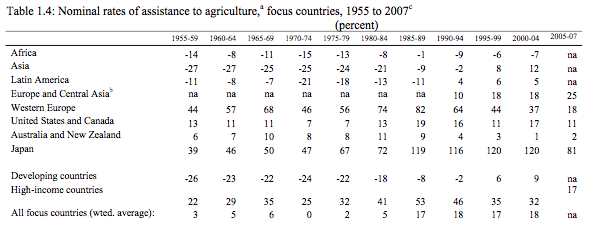 Table 1.4: Nominal rates of assistance to agriculture,a focus countries, 1955 to 2007c
(percent)
1955-59 1960-64 1965-69 1970-74 1975-79 1980-84 1985-89 1990-94 1995-99 2000-04 2005-07
Africa -14 -8 -11 -15 -13 -8 -1 -9 -6 -7 na
Asia -27 -27 -25 -25 -24 -21 -9 -2 8 12 na
Latin America -11 -8 -7 -21 -18 -13 -11 4 6 5 na
Europe and Central Asiab na na na na na na na 10 18 18 25
Western Europe 44 57 68 46 56 74 82 64 44 37 18
United States and Canada 13 11 11 7 7 13 19 16 11 17 11
Australia and New Zealand 6 7 10 8 8 11 9 4 3 1 2
Japan 39 46 50 47 67 72 119 116 120 120 81
Developing countries -26 -23 -22 -24 -22 -18 -8 -2 6 9 na
High-income countries 17
22 29 35 25 32 41 53 46 35 32
All focus countries (wted. average): 3 5 6 0 2 5 17 18 17 18 na